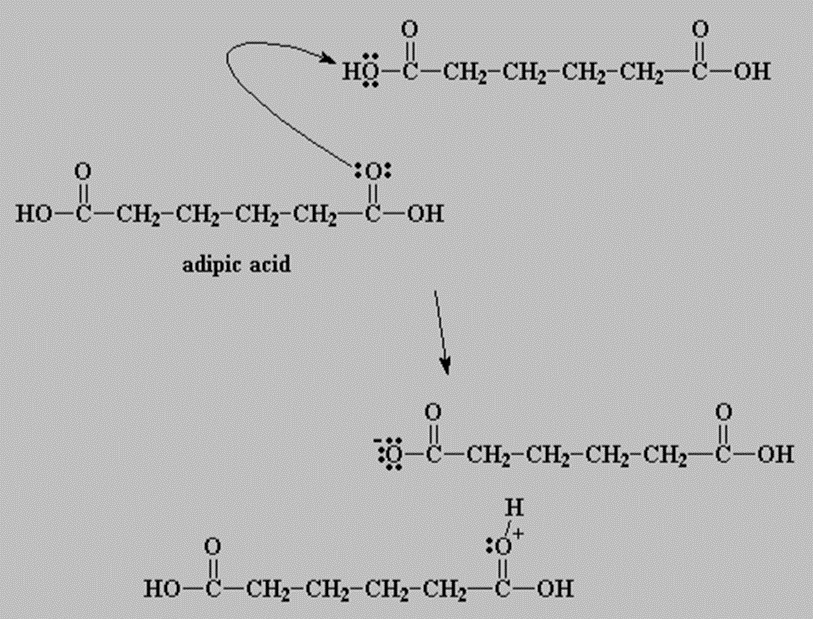 O O
HO–C–CH2–CH2–CH2–CH2–C–OH
O :O:
HO–C–CH2–CH2–CH2–CH2–C–OH
adipic acid
O O
-:O–C–CH2–CH2–CH2–CH2–C–OH
H
O :O+
HO–C–CH2–CH2–CH2–CH2–C–OH